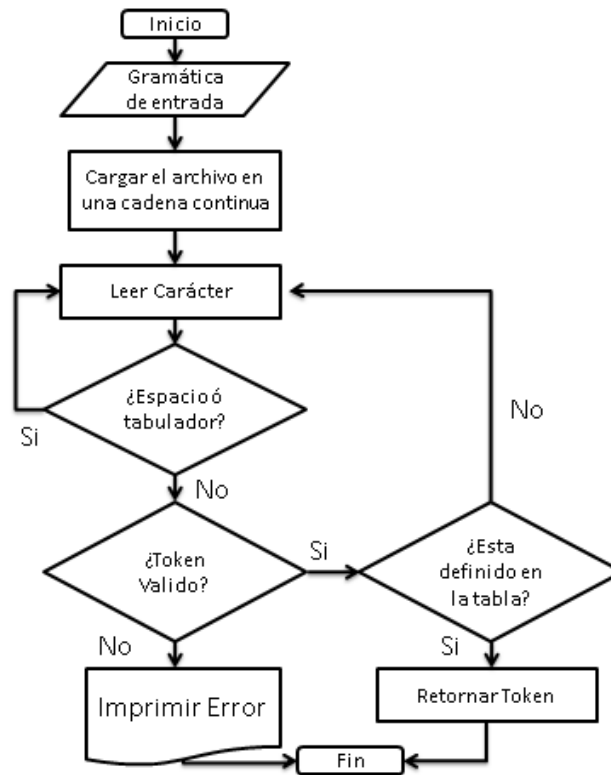 Inicio
Gramática
de entrada
Cargar el archivo en
una cadena continua
Leer Carácter
¿Espacio ó
tabulador?
Si
No
No
¿Token
Valido?
Si
¿Esta
definido en
la tabla?
No
Si
Imprimir Error
Retornar Token
Fin